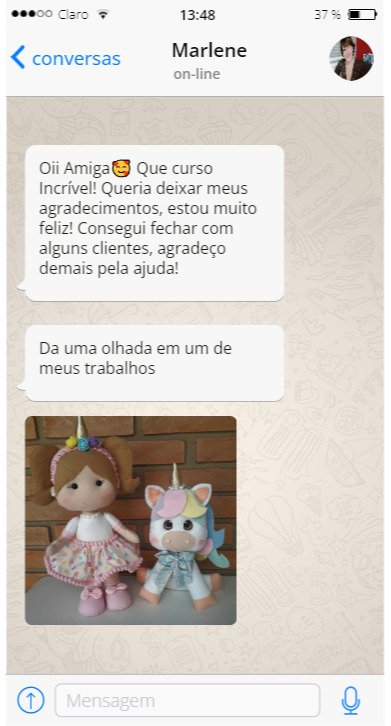 Claro 13:48 37 %
conversas Marlene
on-line
Oii Amiga🥰 Que curso
Incrível! Queria deixar meus
agradecimentos, estou muito
feliz! Consegui fechar com
alguns clientes, agradeço
demais pela ajuda!
Da uma olhada em um de
meus trabalhos
Mensagem